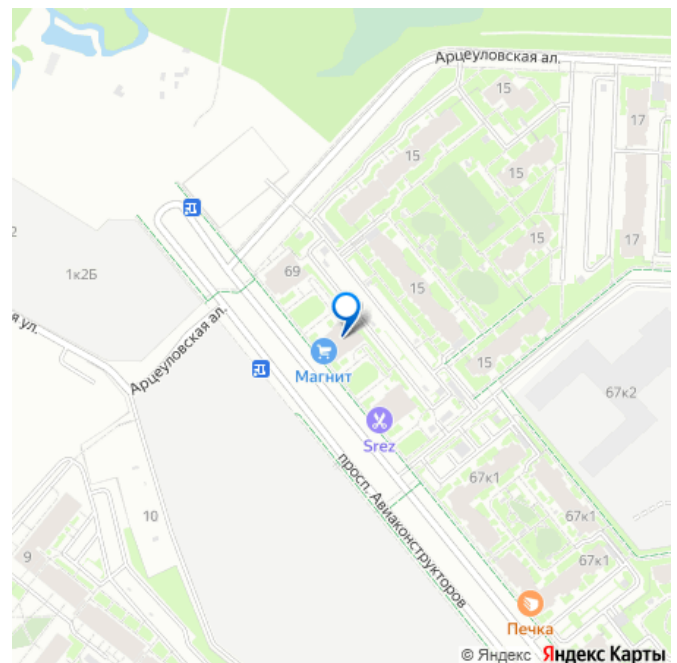 Арцеуловская ал.
15
17
15
15
2
1к2Б
69
15
17
15
я ул.
Арцеуловская ал.
Магнит
15
67к2
Srez
просп. Авиаконструкторов
67к1
10
67к1
9
67к1
Печка
© Яндекс Яндекс Карты